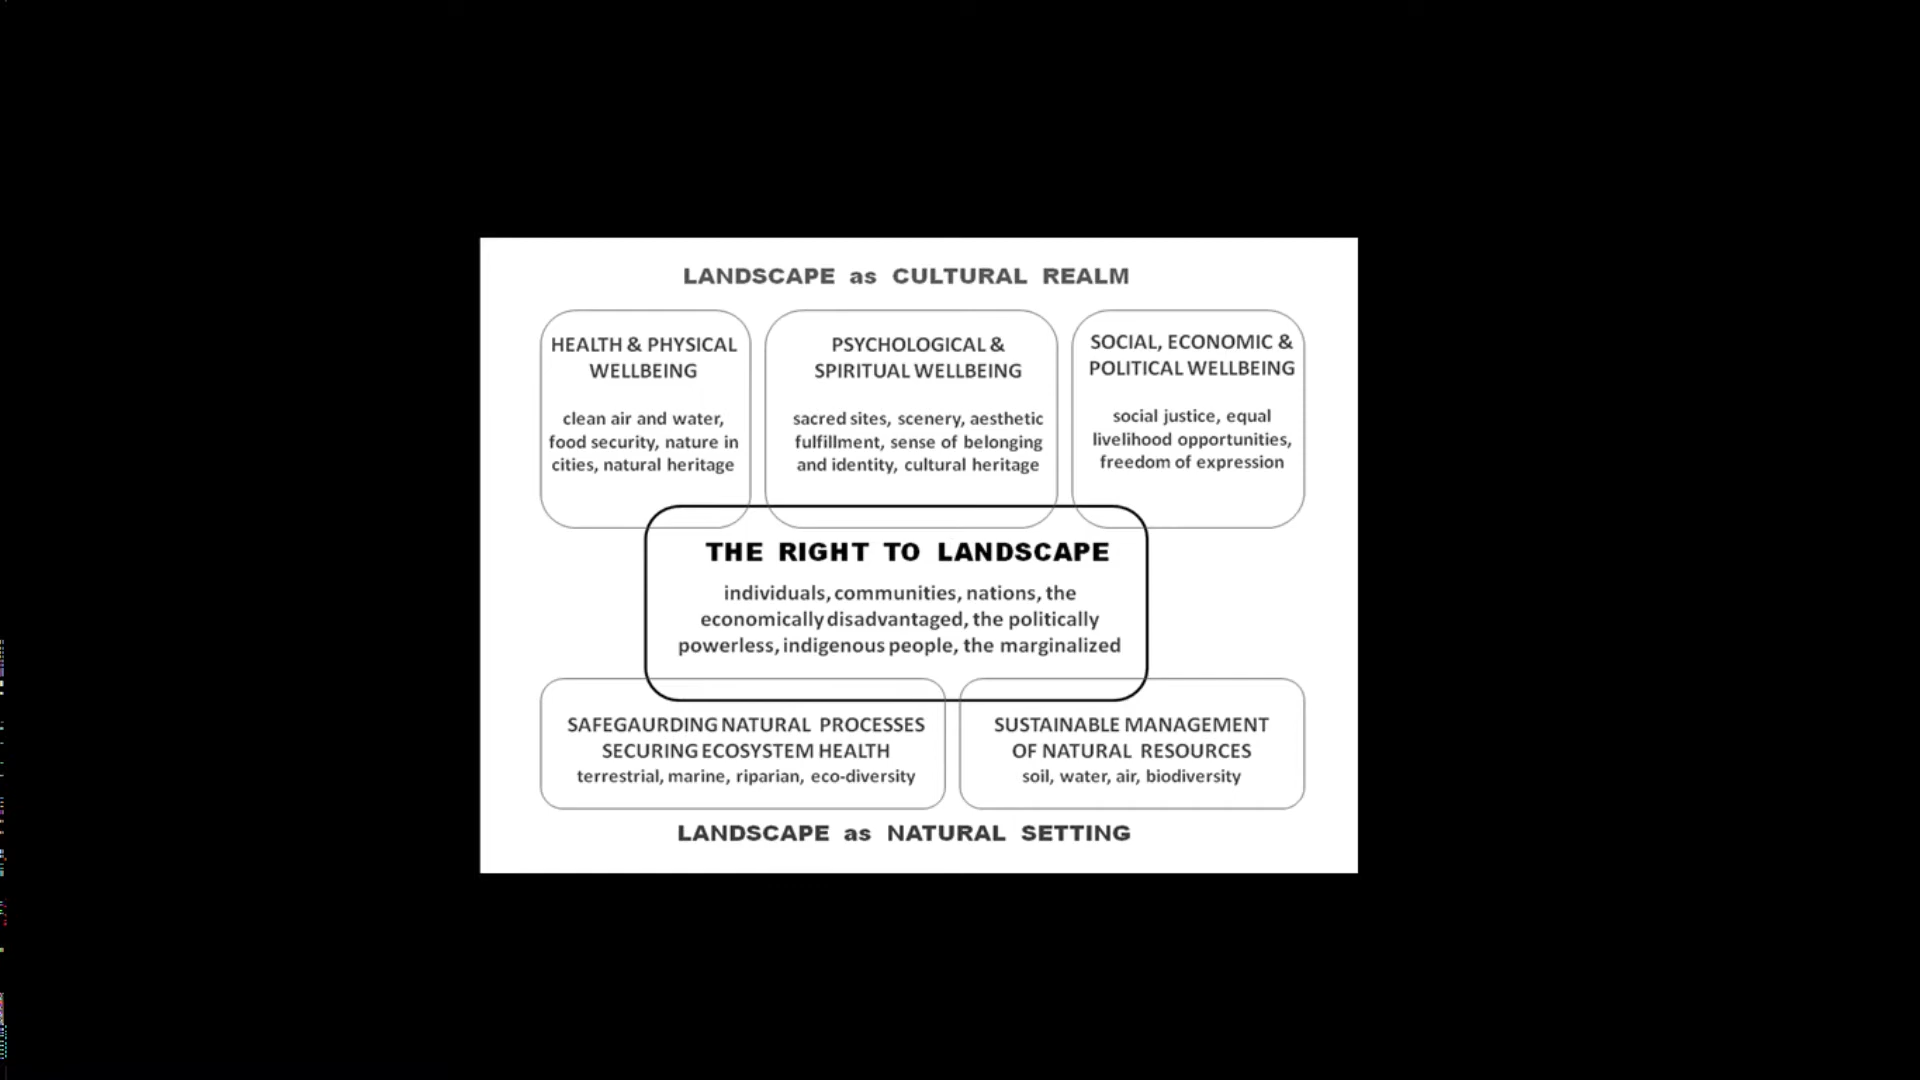 LANDSCAPE as CULTURAL REALM
HEALTH & PHYSICAL
WELLBEING
clean air and water,
food security, nature in
cities, natural heritage
PSYCHOLOGICAL &
SPIRITUAL WELLBEING
sacred sites, scenery, aesthetic
fulfillment, sense of belonging
and identity, cultural heritage
SOCIAL, ECONOMIC &
POLITICAL WELLBEING
social justice, equal
livelihood opportunities,
freedom of expression
THE RIGHT TO LANDSCAPE
individuals, communities, nations, the
economically disadvantaged, the politically
powerless, indigenous people, the marginalized
SAFEGAURDING NATURAL PROCESSES
SECURING ECOSYSTEM HEALTH
terrestrial, marine, riparian, eco-diversity
SUSTAINABLE MANAGEMENT
OF NATURAL RESOURCES
soil, water, air, biodiversity
LANDSCAPE as NATURAL SETTING